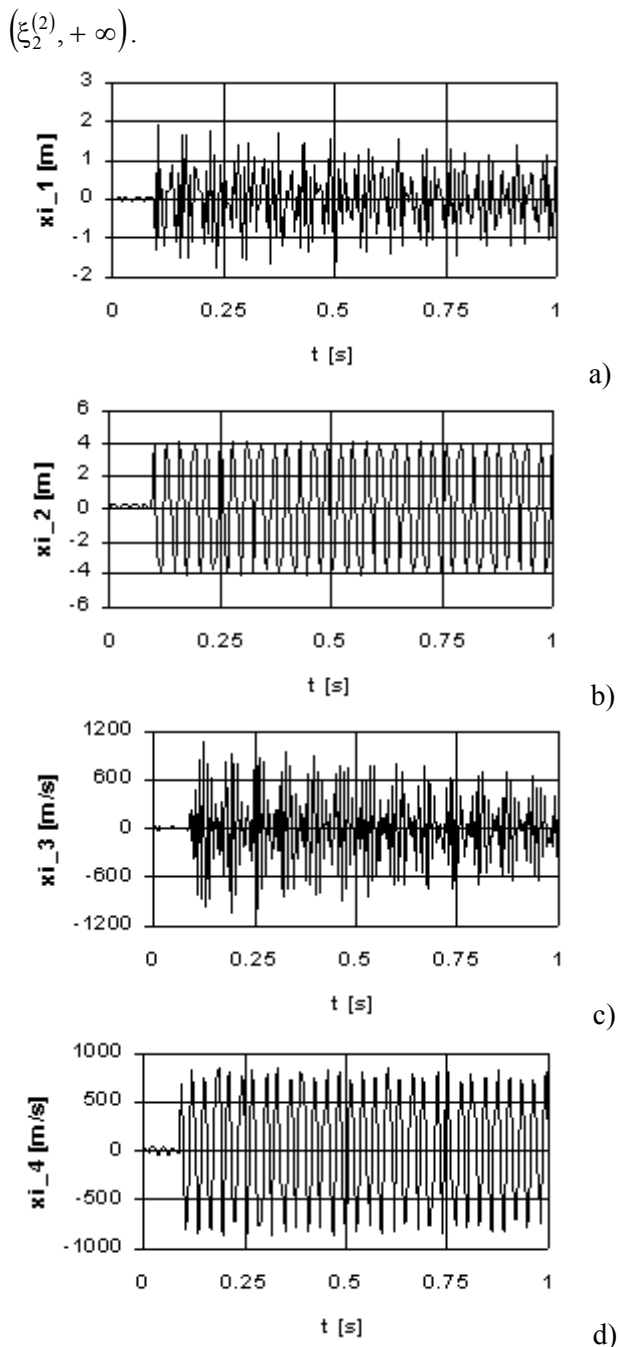 (ξ₂⁽²⁾, + ∞).
3
2
1
0
-1
-2
xi_1 [m]
0 0.25 0.5 0.75 1
t [s]
a)
6
4
2
0
-2
-4
-6
xi_2 [m]
0 0.25 0.5 0.75 1
t [s]
b)
1200
600
0
-600
-1200
xi_3 [m/s]
0 0.25 0.5 0.75 1
t [s]
c)
1000
500
0
-500
-1000
xi_4 [m/s]
0 0.25 0.5 0.75 1
t [s]
d)